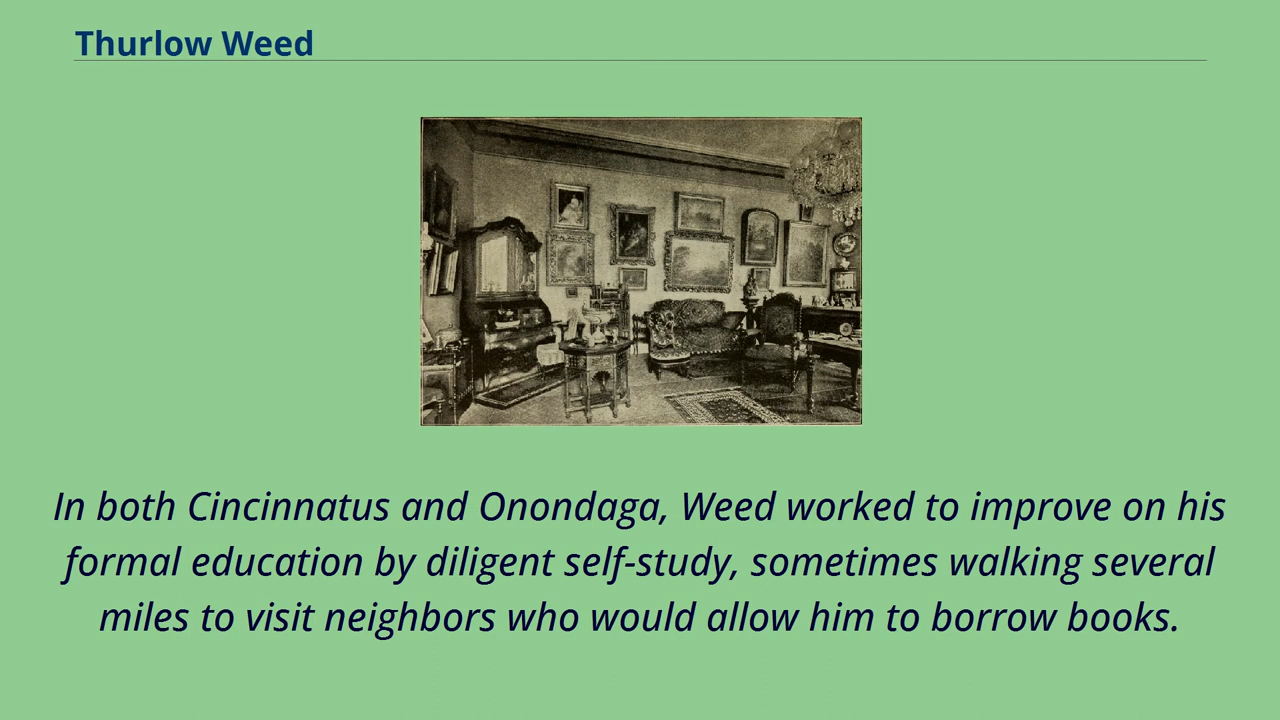 Thurlow Weed
In both Cincinnatus and Onondaga, Weed worked to improve on his
formal education by diligent self-study, sometimes walking several
miles to visit neighbors who would allow him to borrow books.